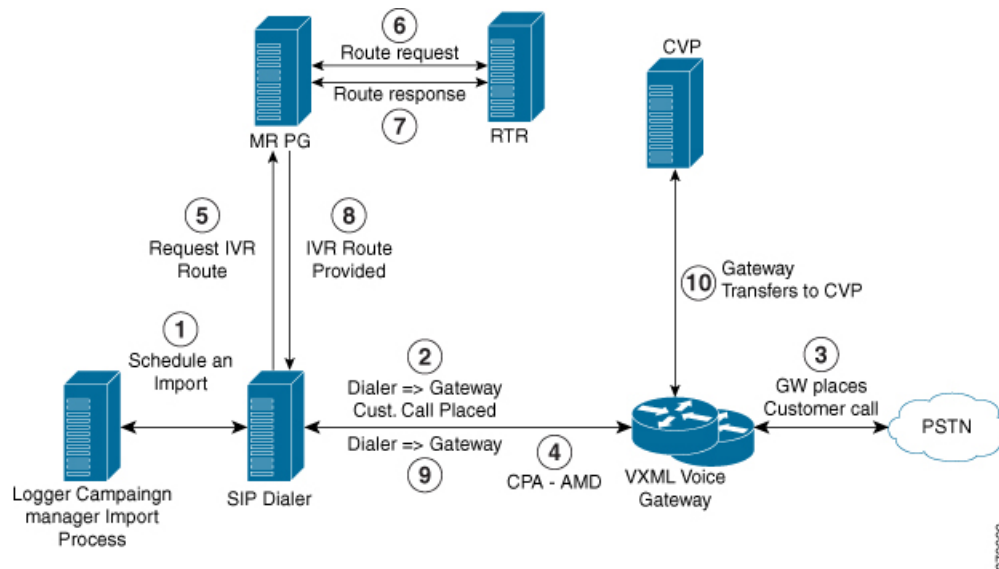 6
Route request
Route response
7
MR PG
RTR
CVP
5
Request IVR
Route
8
IVR Route
Provided
10
Gateway
Transfers to CVP
1
Schedule an
Import
2
Dialer => Gateway
Cust. Call Placed
Dialer => Gateway
9
4
CPA - AMD
3
GW places
Customer call
PSTN
Logger Campaingn
manager Import
Process
SIP Dialer
VXML Voice
Gateway